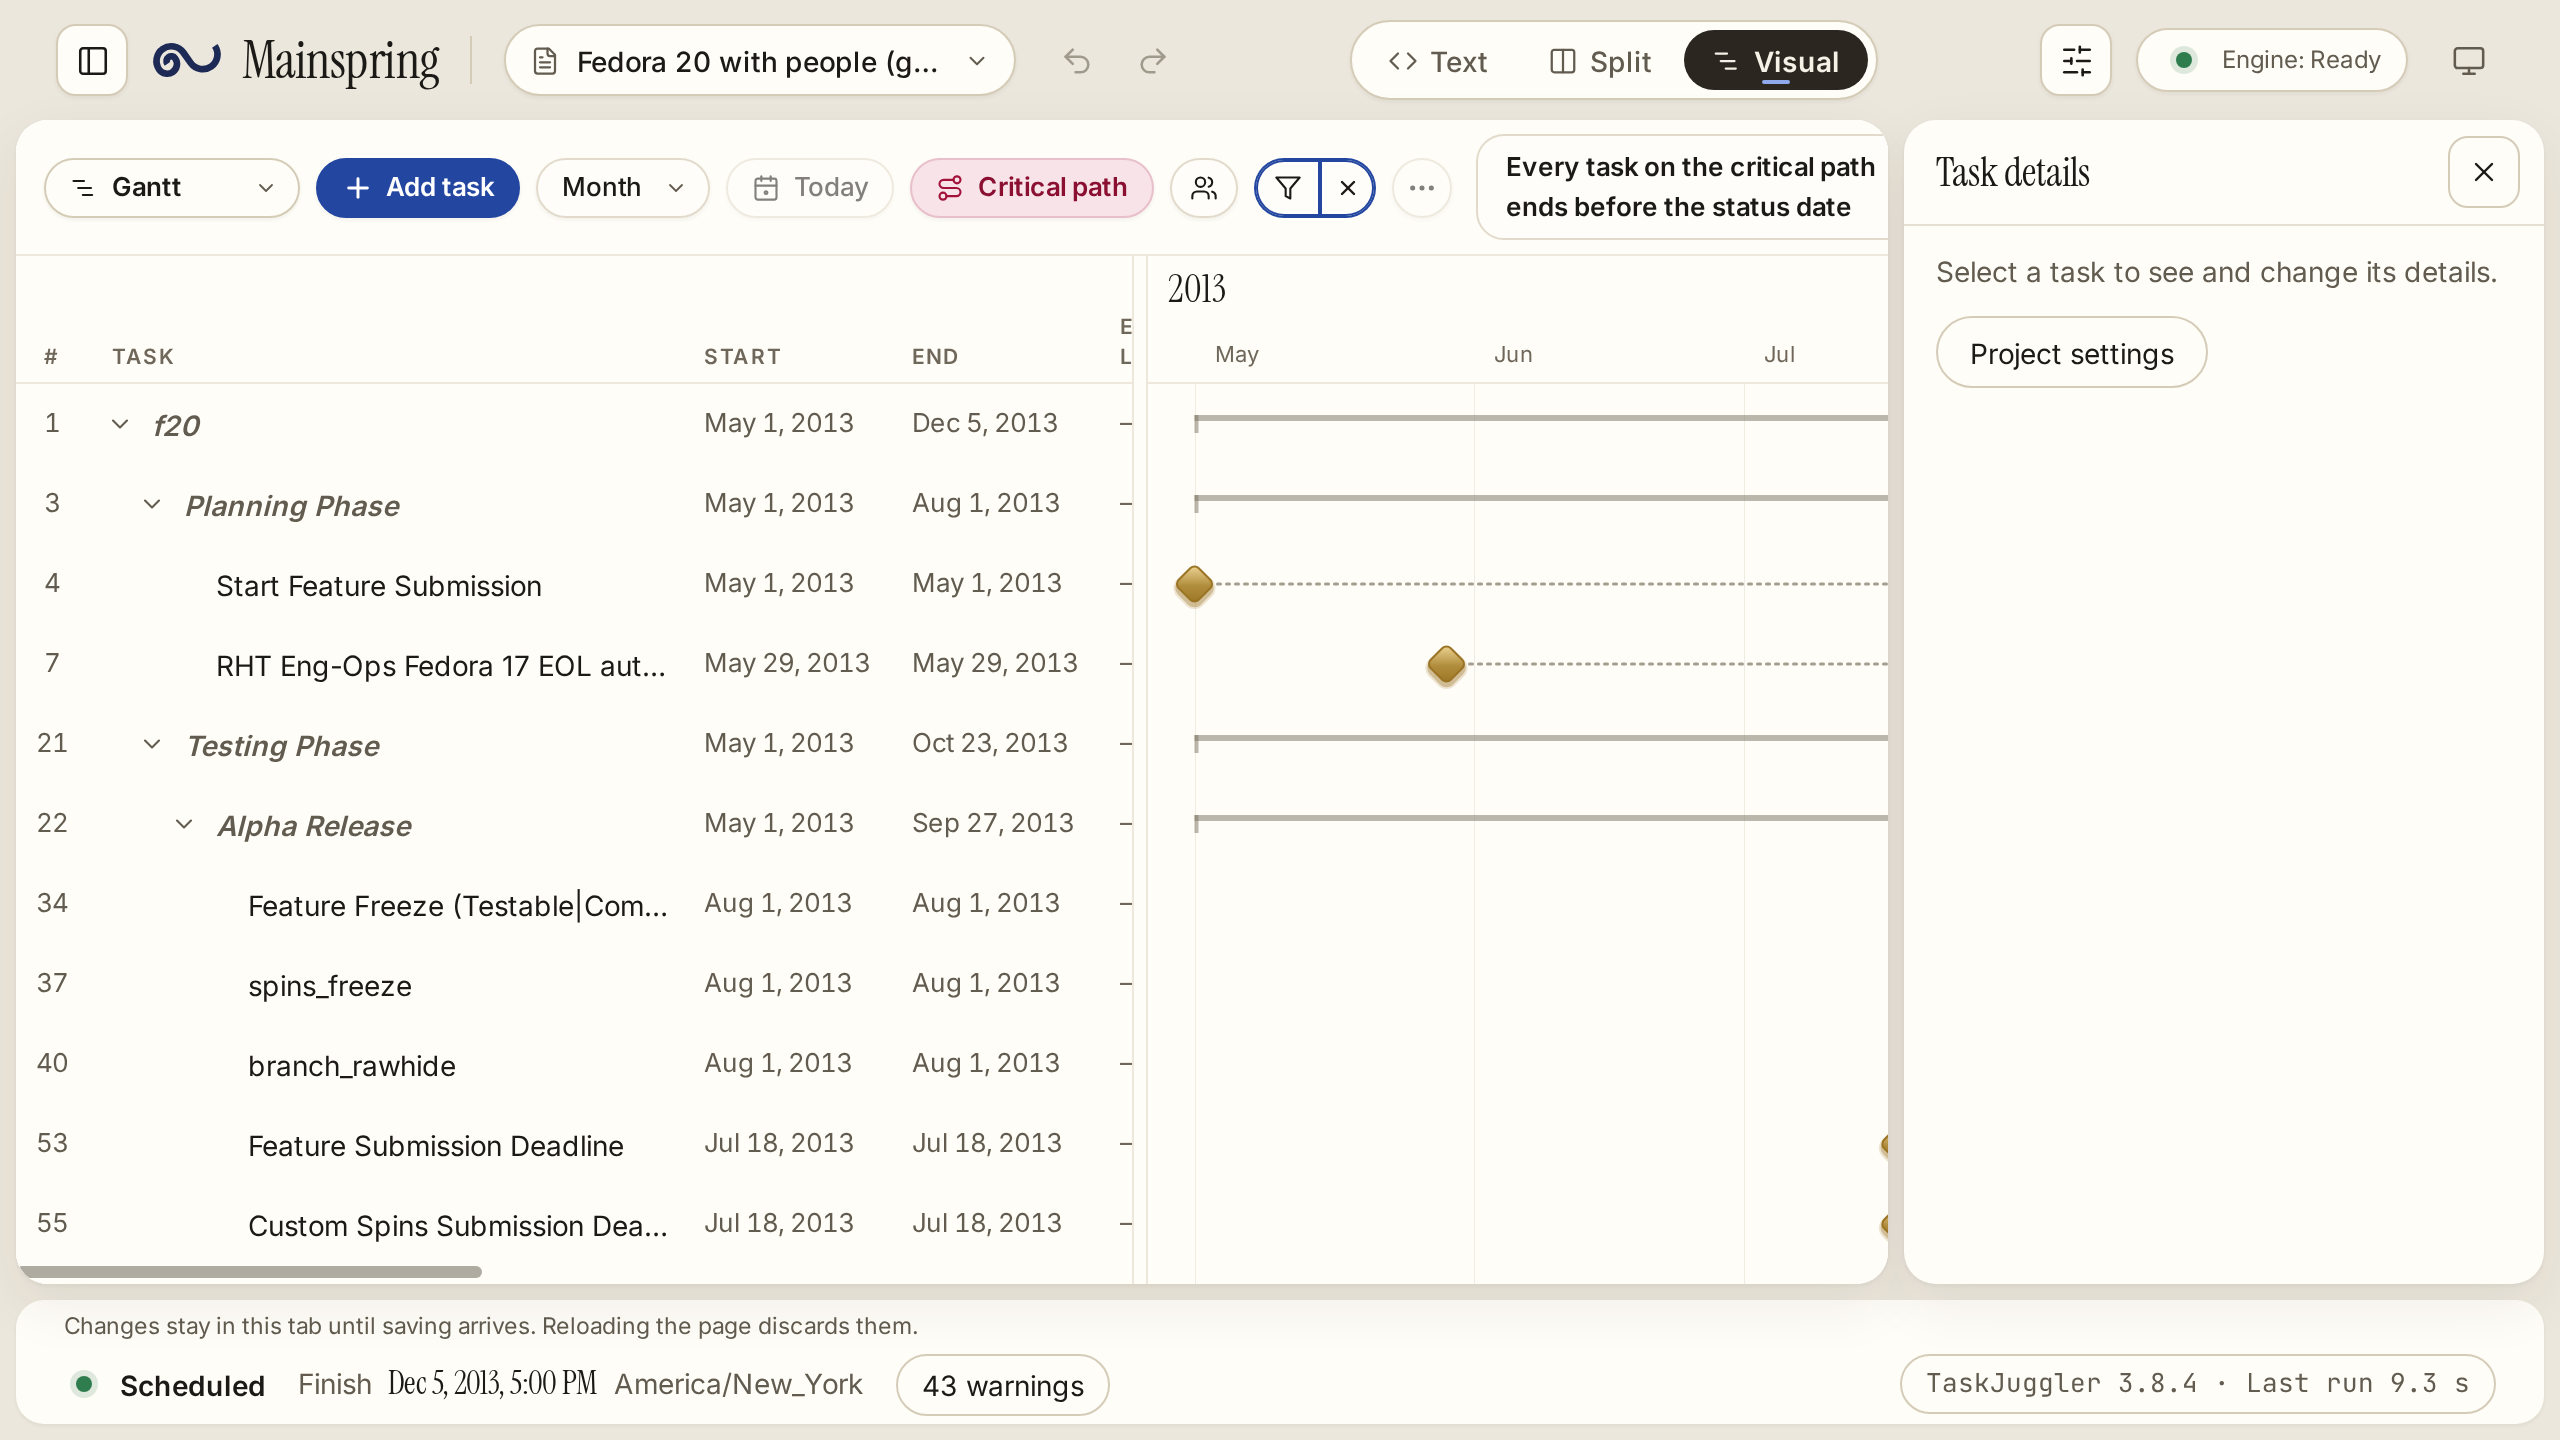 Mainspring
Fedora 20 with people (g...
Text
Split
Visual
Engine: Ready
Gantt
Add task
Month
Today
Critical path
Every task on the critical path
ends before the status date
Task details
Select a task to see and change its details.
Project settings
2013
# TASK START END E
L
May Jun Jul
1 f20 May 1, 2013 Dec 5, 2013 –
3 Planning Phase May 1, 2013 Aug 1, 2013 –
4 Start Feature Submission May 1, 2013 May 1, 2013 –
7 RHT Eng-Ops Fedora 17 EOL aut... May 29, 2013 May 29, 2013 –
21 Testing Phase May 1, 2013 Oct 23, 2013 –
22 Alpha Release May 1, 2013 Sep 27, 2013 –
34 Feature Freeze (Testable|Com... Aug 1, 2013 Aug 1, 2013 –
37 spins_freeze Aug 1, 2013 Aug 1, 2013 –
40 branch_rawhide Aug 1, 2013 Aug 1, 2013 –
53 Feature Submission Deadline Jul 18, 2013 Jul 18, 2013 –
55 Custom Spins Submission Dea... Jul 18, 2013 Jul 18, 2013 –
Changes stay in this tab until saving arrives. Reloading the page discards them.
Scheduled Finish Dec 5, 2013, 5:00 PM America/New_York 43 warnings
TaskJuggler 3.8.4 · Last run 9.3 s